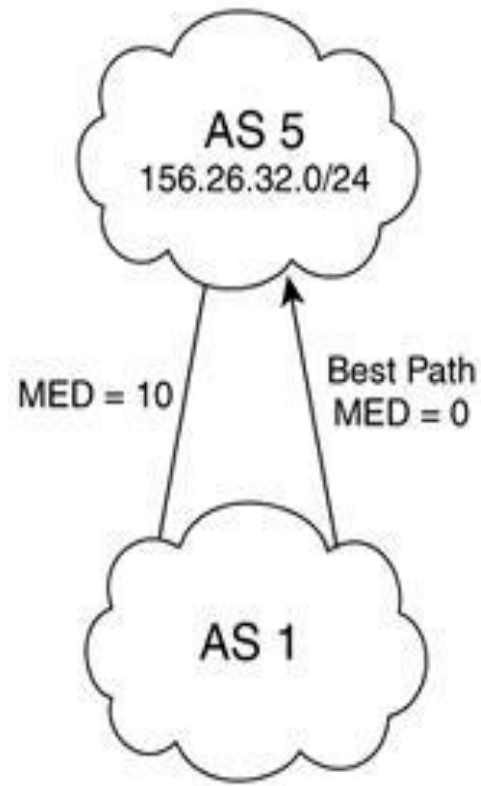 AS 5
156.26.32.0/24
MED = 10
Best Path
MED = 0
AS 1